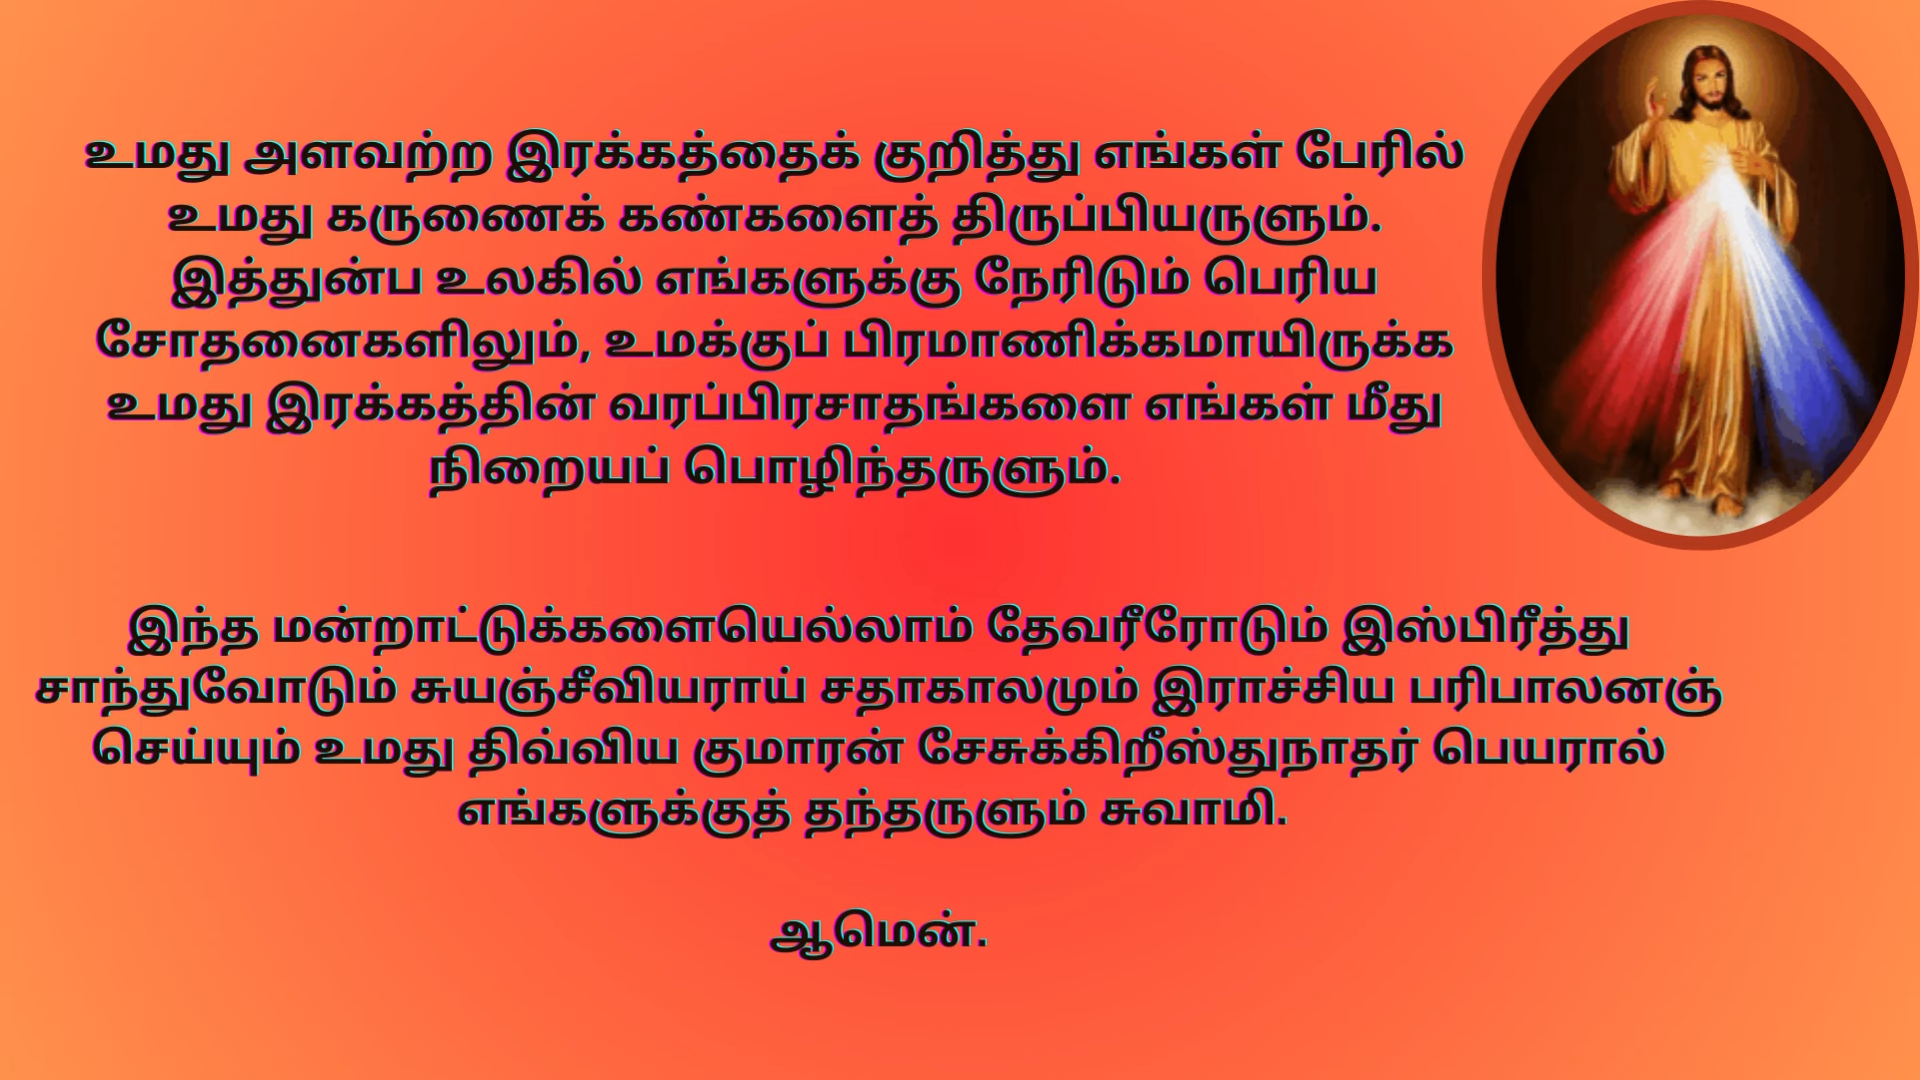 உமது அளவற்ற இரக்கத்தைக் குறித்து எங்கள் பேரில்
உமது கருணைக் கண்களைத் திருப்பியருளும்.
இத்துன்ப உலகில் எங்களுக்கு நேரிடும் பெரிய
சோதனைகளிலும், உமக்குப் பிரமாணிக்கமாயிருக்க
உமது இரக்கத்தின் வரப்பிரசாதங்களை எங்கள் மீது
நிறையப் பொழிந்தருளும்.
இந்த மன்றாட்டுக்களையெல்லாம் தேவரீரோடும் இஸ்பிரீத்து
சாந்துவோடும் சுயஞ்சீவியராய் சதாகாலமும் இராச்சிய பரிபாலனஞ்
செய்யும் உமது திவ்விய குமாரன் சேசுக்கிறீஸ்துநாதர் பெயரால்
எங்களுக்குத் தந்தருளும் சுவாமி.
ஆமென்.